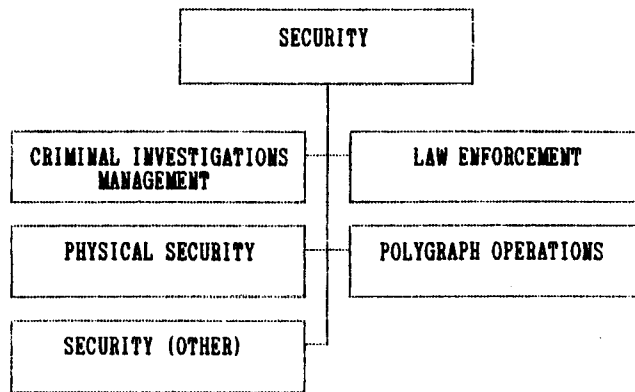 SECURITY
CRIMINAL INVESTIGATIONS
MANAGEMENT
LAW ENFORCEMENT
PHYSICAL SECURITY
POLYGRAPH OPERATIONS
SECURITY (OTHER)